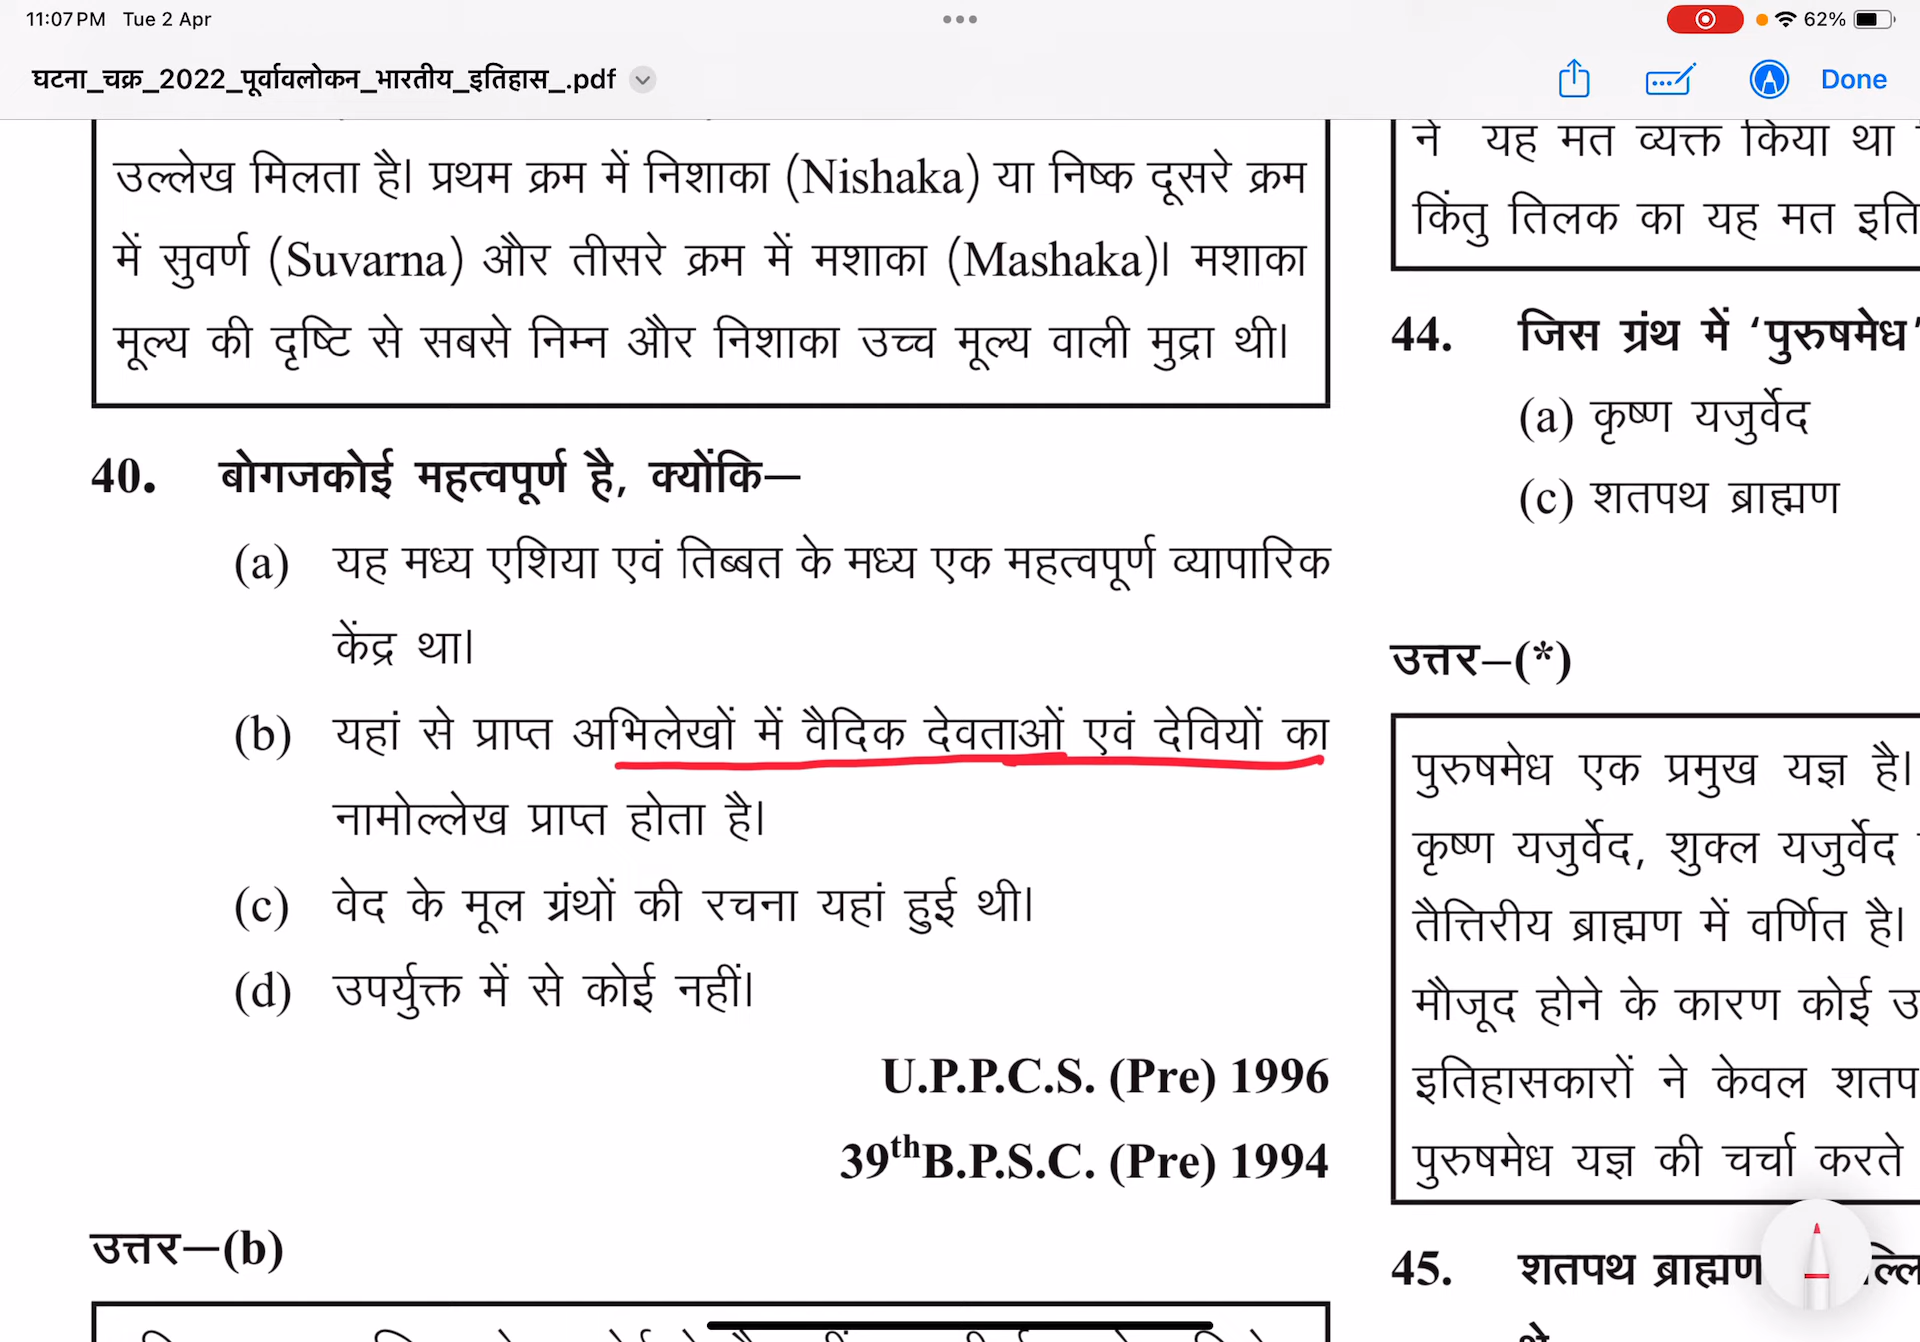 11:07 PM Tue 2 Apr
62%
घटना_चक्र_2022_पूर्वावलोकन_भारतीय_इतिहास_.pdf
Done
उल्लेख मिलता है। प्रथम क्रम में निशाका (Nishaka) या निष्क दूसरे क्रम
में सुवर्ण (Suvarna) और तीसरे क्रम में मशाका (Mashaka)। मशाका
मूल्य की दृष्टि से सबसे निम्न और निशाका उच्च मूल्य वाली मुद्रा थी।
40. बोगजकोई महत्वपूर्ण है, क्योंकि—
(a) यह मध्य एशिया एवं तिब्बत के मध्य एक महत्वपूर्ण व्यापारिक
केंद्र था।
(b) यहां से प्राप्त अभिलेखों में वैदिक देवताओं एवं देवियों का
नामोल्लेख प्राप्त होता है।
(c) वेद के मूल ग्रंथों की रचना यहां हुई थी।
(d) उपर्युक्त में से कोई नहीं।
U.P.P.C.S. (Pre) 1996
39th B.P.S.C. (Pre) 1994
उत्तर—(b)
ने यह मत व्यक्त किया था
किंतु तिलक का यह मत
44. जिस ग्रंथ में ‘पुरुषमेध’
(a) कृष्ण यजुर्वेद
(c) शतपथ ब्राह्मण
उत्तर–(*)
पुरुषमेध एक प्रमुख यज्ञ है।
कृष्ण यजुर्वेद, शुक्ल यजुर्वेद
तैत्तिरीय ब्राह्मण में वर्णित है।
मौजूद होने के कारण कोई
इतिहासकारों ने केवल
पुरुषमेध यज्ञ की चर्चा करते
45. शतपथ ब्राह्मण